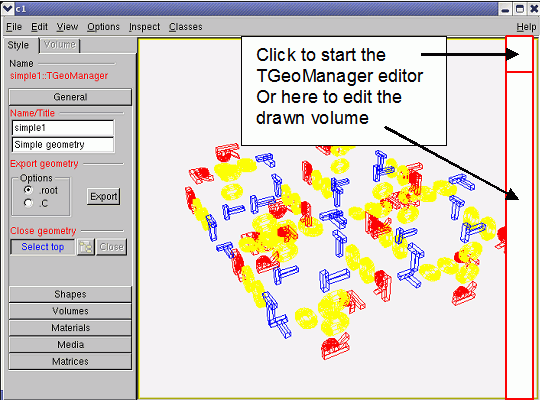 c1
File Edit View Options Inspect Classes Help
Style Volume
Name
simple1::TGeoManager
General
Name/Title
simple1
Simple geometry
Export geometry
Options
.root
.C
Export
Close geometry
Select top Close
Shapes
Volumes
Materials
Media
Matrices
Click to start the
TGeoManager editor
Or here to edit the
drawn volume